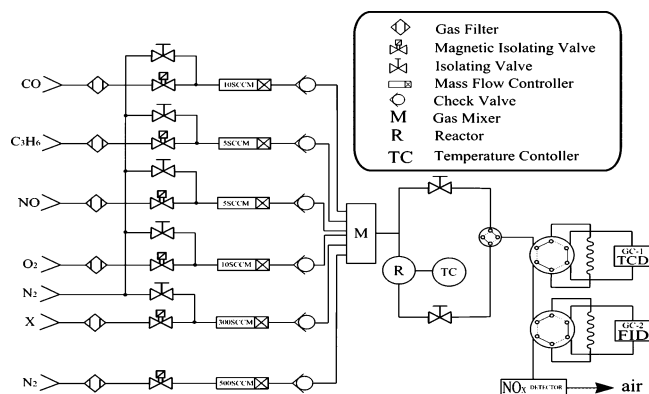 CO
10SCCM
C3H6
5SCCM
NO
5SCCM
O2
10SCCM
N2
X
300SCCM
N2
500SCCM
M
R
TC
Gas Filter
Magnetic Isolating Valve
Isolating Valve
Mass Flow Controller
Check Valve
M Gas Mixer
R Reactor
TC Temperature Contoller
GC-1
TCD
GC-2
FID
NOx DETECTOR
air